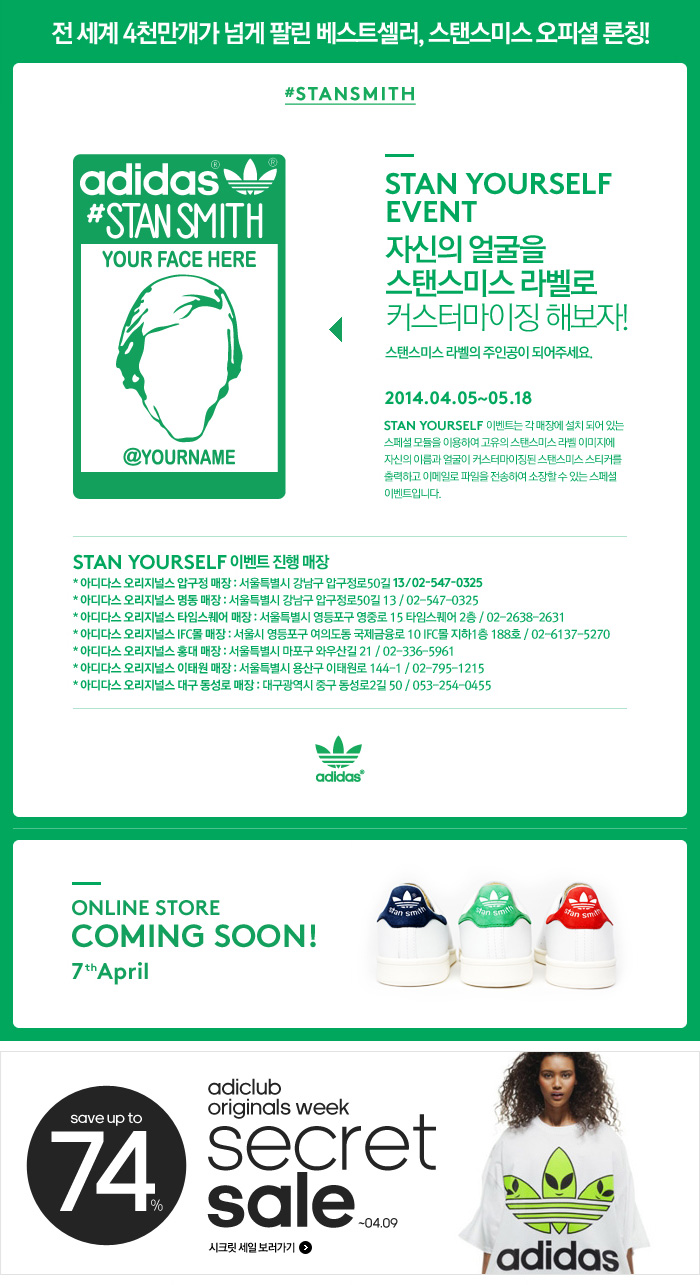 전 세계 4천만개가 넘게 팔린 베스트셀러, 스탠스미스 오피셜 론칭!
#STANSMITH
adidas®
®
#STAN SMITH
YOUR FACE HERE
@YOURNAME
STAN YOURSELF
EVENT
자신의 얼굴을
스탠스미스 라벨로
커스터마이징 해보자!
스탠스미스 라벨의 주인공이 되어주세요.
2014.04.05~05.18
STAN YOURSELF 이벤트는 각 매장에 설치 되어 있는
스페셜 모듈을 이용하여 고유의 스탠스미스 라벨 이미지에
자신의 이름과 얼굴이 커스터마이징된 스탠스미스 스티커를
출력하고 이메일로 파일을 전송하여 소장할 수 있는 스페셜
이벤트입니다.
STAN YOURSELF 이벤트 진행 매장
* 아디다스 오리지널스 압구정 매장 : 서울특별시 강남구 압구정로50길 13/02-547-0325
* 아디다스 오리지널스 명동 매장 : 서울특별시 강남구 압구정로50길 13 / 02-547-0325
* 아디다스 오리지널스 타임스퀘어 매장 : 서울특별시 영등포구 영중로 15 타임스퀘어 2층 / 02-2638-2631
* 아디다스 오리지널스 IFC몰 매장 : 서울시 영등포구 여의도동 국제금융로 10 IFC몰 지하1층 188호 / 02-6137-5270
* 아디다스 오리지널스 홍대 매장 : 서울특별시 마포구 와우산길 21 / 02-336-5961
* 아디다스 오리지널스 이태원 매장 : 서울특별시 용산구 이태원로 144-1 / 02-795-1215
* 아디다스 오리지널스 대구 동성로 매장 : 대구광역시 중구 동성로2길 50 / 053-254-0455
adidas®
ONLINE STORE
COMING SOON!
7th April
stan smith
stan smith
stan smith
save up to
74%
adiclub
originals week
secret
sale ~04.09
시크릿 세일 보러가기
adidas